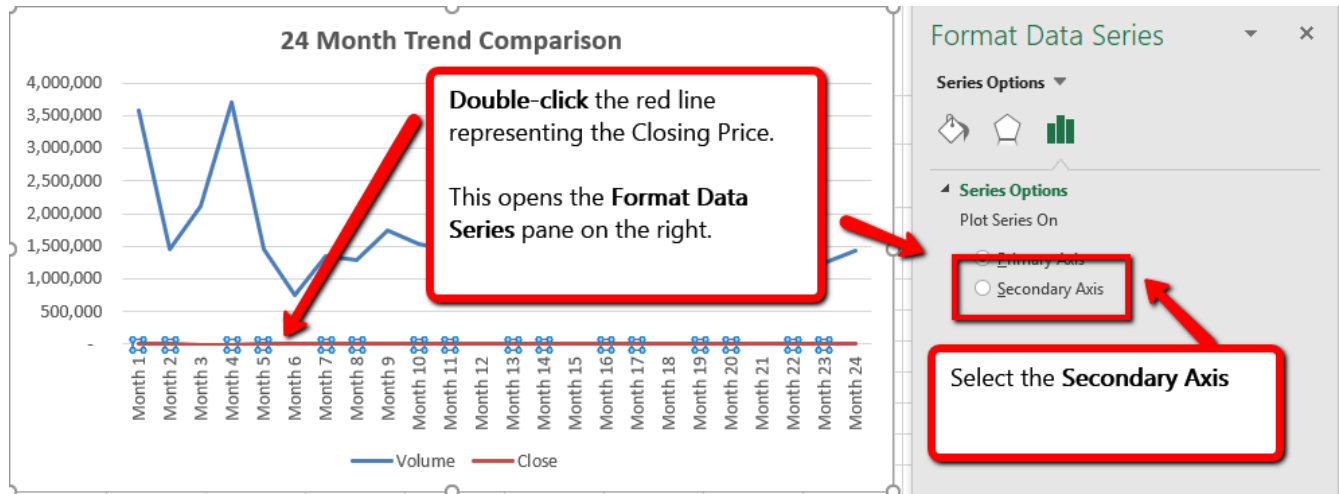 24 Month Trend Comparison
4,000,000
3,500,000
3,000,000
2,500,000
2,000,000
1,500,000
1,000,000
500,000
-
Month 1
Month 2
Month 3
Month 4
Month 5
Month 6
Month 7
Month 8
Month 9
Month 10
Month 11
Month 12
Month 13
Month 14
Month 15
Month 16
Month 17
Month 18
Month 19
Month 20
Month 21
Month 22
Month 23
Month 24
Volume
Close
Double-click the red line
representing the Closing Price.
This opens the Format Data
Series pane on the right.
Format Data Series
Series Options
Series Options
Plot Series On
Primary Axis
Secondary Axis
Select the Secondary Axis